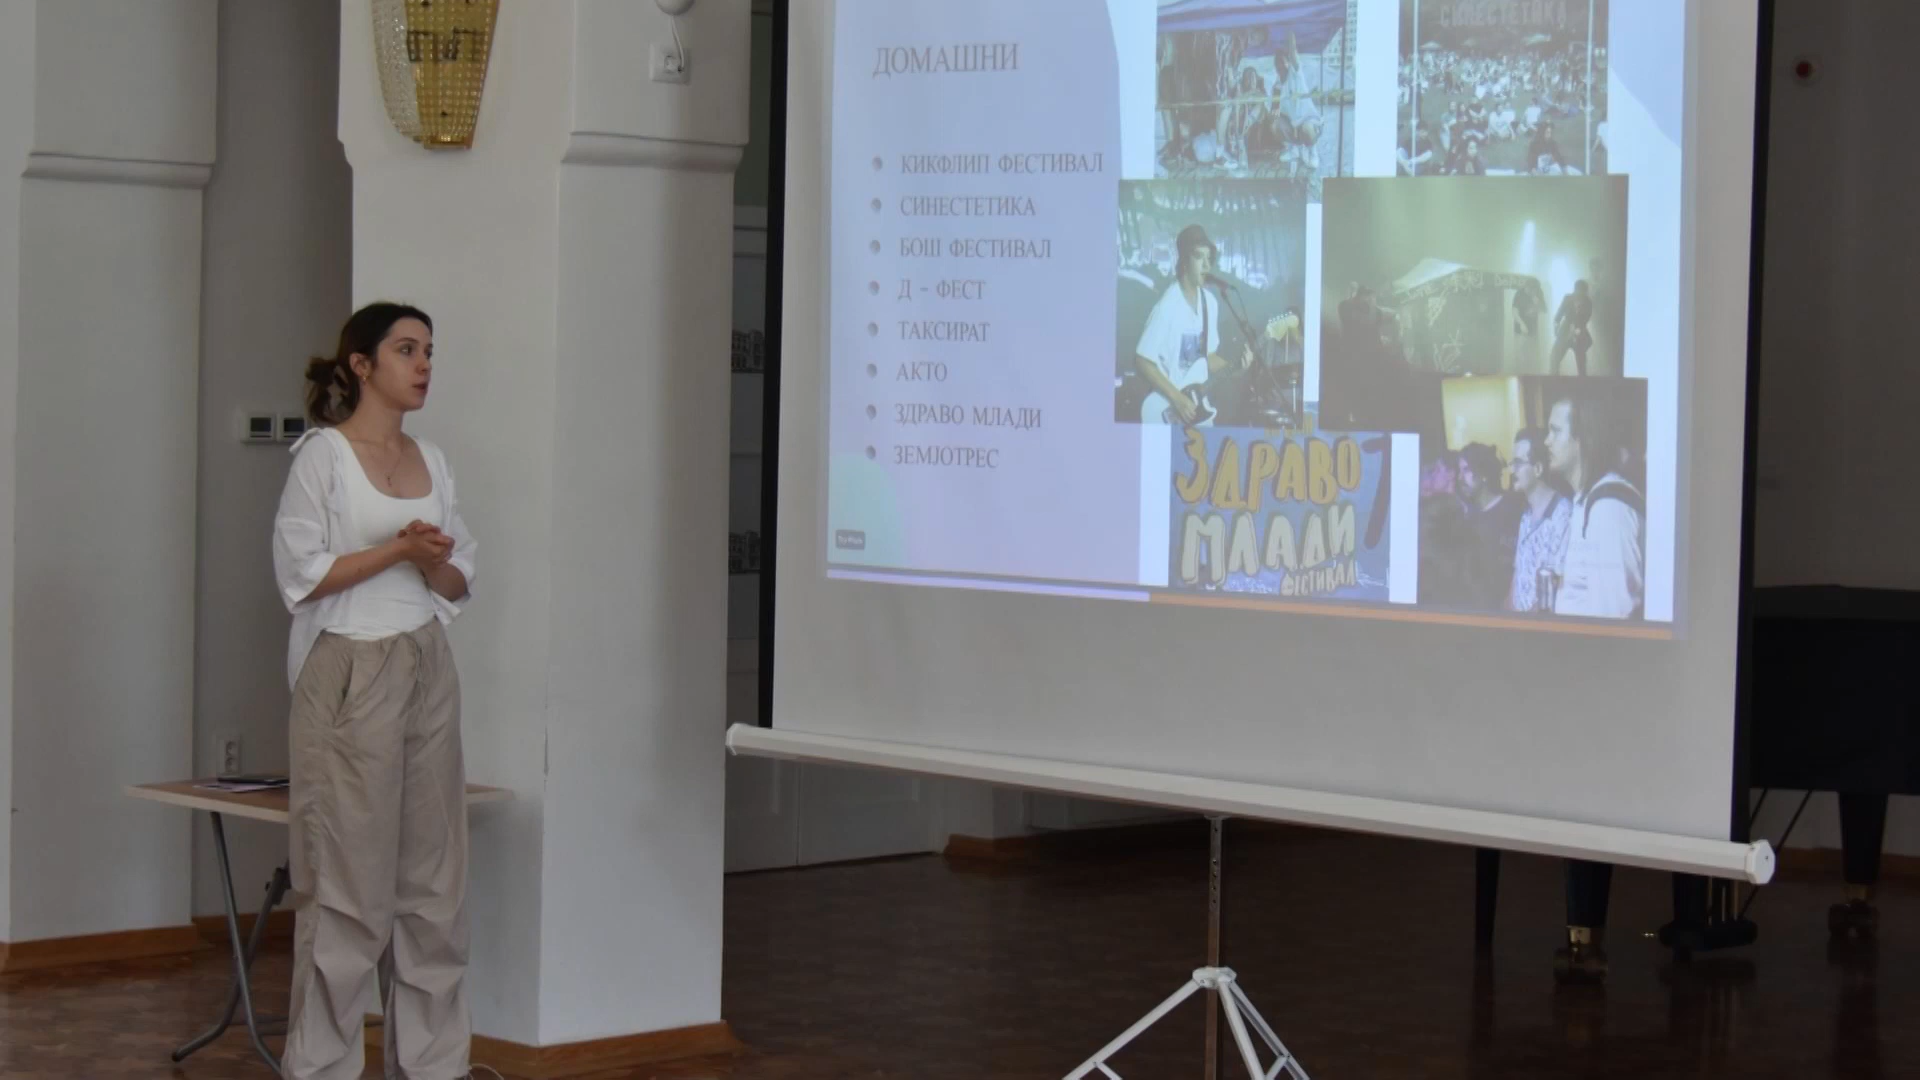 ДОМАШНИ
СИНЕСТЕТИКА
КИКФЛИП ФЕСТИВАЛ
СИНЕСТЕТИКА
БОШ ФЕСТИВАЛ
Д - ФЕСТ
ТАКСИРАТ
АКТО
ЗДРАВО МЛАДИ
ЗЕМЈОТРЕС
ЗДРАВО
МЛАДИ
ФЕСТИВАЛ